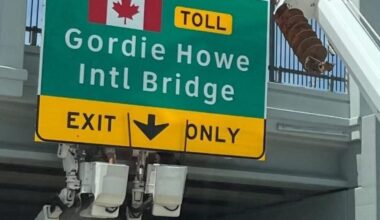 TOLL
Gordie Howe
Intl Bridge
EXIT ONLY